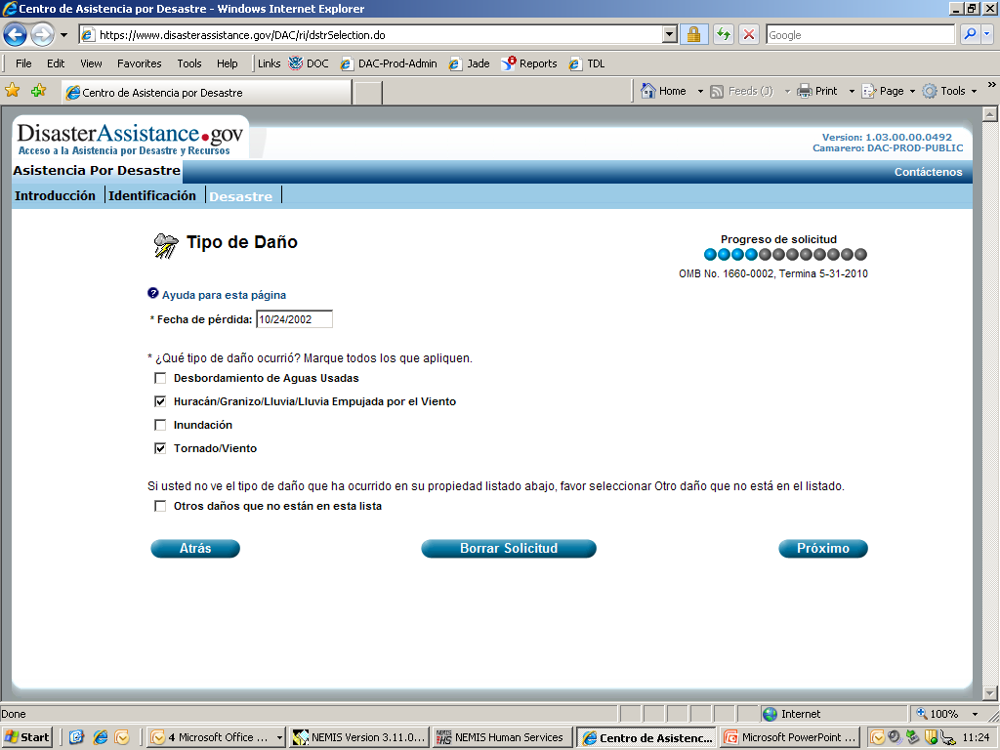 Centro de Asistencia por Desastre - Windows Internet Explorer
https://www.disasterassistance.gov/DAC/ri/dstrSelection.do
Google
File Edit View Favorites Tools Help Links DOC DAC-Prod-Admin Jade Reports TDL
Centro de Asistencia por Desastre Home Feeds (J) Print Page Tools »
DisasterAssistance.gov
Acceso a la Asistencia por Desastre y Recursos
Version: 1.03.00.00.0492
Camarero: DAC-PROD-PUBLIC
Asistencia Por Desastre Contáctenos
Introducción Identificación Desastre
Tipo de Daño
Progreso de solicitud
OMB No. 1660-0002, Termina 5-31-2010
? Ayuda para esta página
* Fecha de pérdida: 10/24/2002
* ¿Qué tipo de daño ocurrió? Marque todos los que apliquen.
Desbordamiento de Aguas Usadas
Huracán/Granizo/Lluvia/Lluvia Empujada por el Viento
Inundación
Tornado/Viento
Si usted no ve el tipo de daño que ha ocurrido en su propiedad listado abajo, favor seleccionar Otro daño que no está en el listado.
Otros daños que no están en esta lista
Atrás Borrar Solicitud Próximo
Done Internet 100%
Start 4 Microsoft Office ... NEMIS Version 3.11.0... NEMIS Human Services Centro de Asistenc... Microsoft PowerPoint ... 11:24